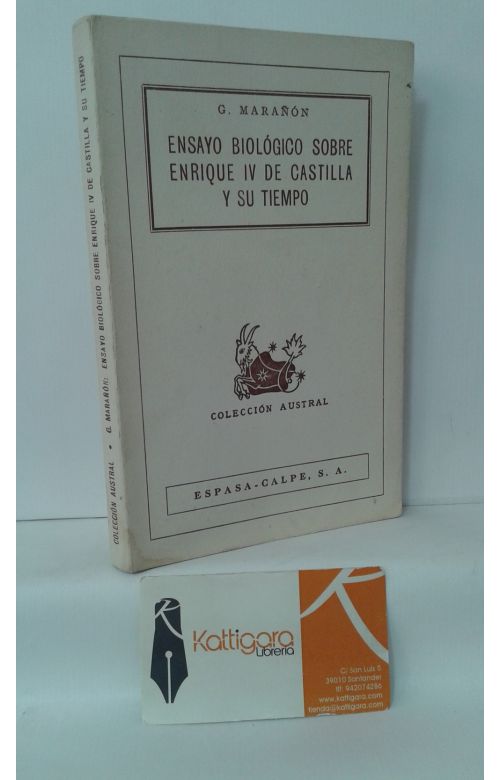 G. MARAÑÓN
ENSAYO BIOLÓGICO SOBRE
ENRIQUE IV DE CASTILLA
Y SU TIEMPO
COLECCIÓN AUSTRAL
ESPASA-CALPE, S. A.
COLECCIÓN AUSTRAL • G. MARAÑÓN: ENSAYO BIOLÓGICO SOBRE ENRIQUE IV DE CASTILLA Y SU TIEMPO
Kattigara
Librería
C/ San Luis 5
39010 Santander
tlf: 942074286
www.kattigara.com
tienda@kattigara.com